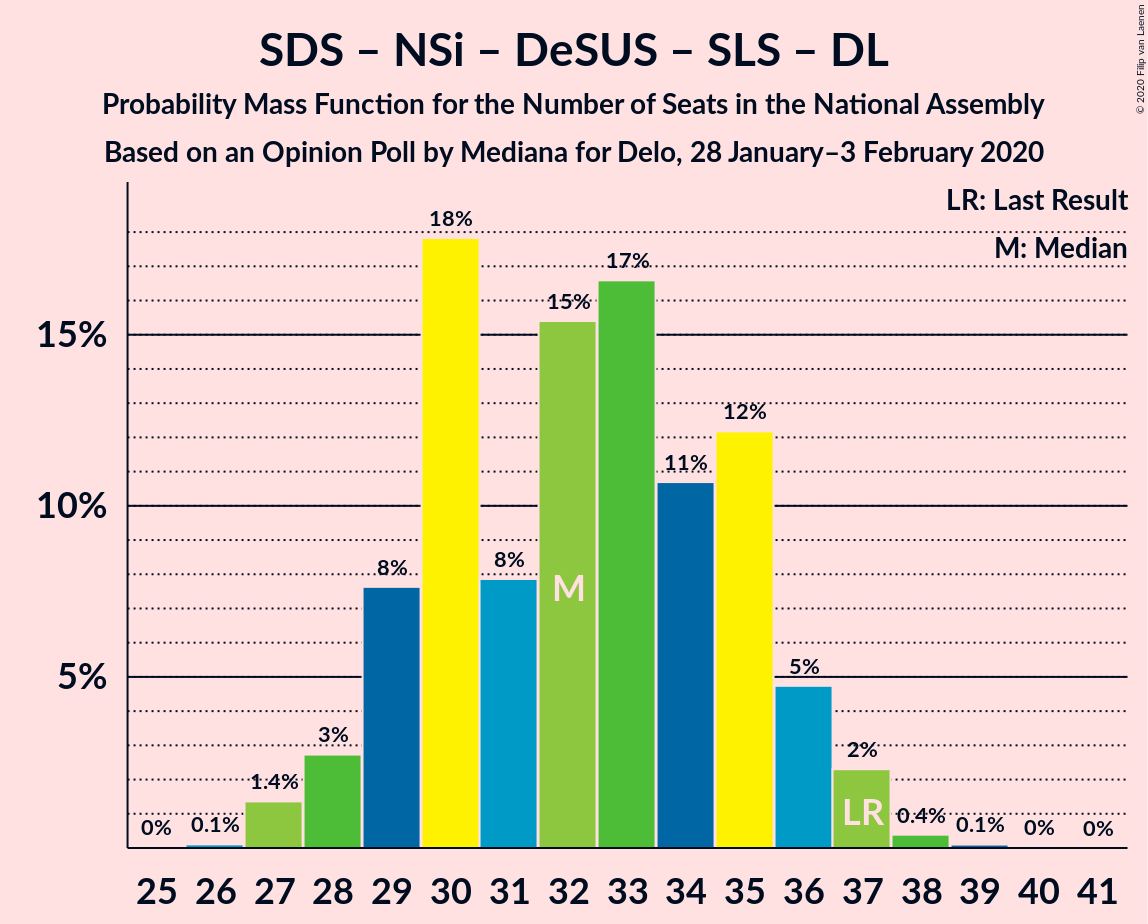 SDS – NSi – DeSUS – SLS – DL
Probability Mass Function for the Number of Seats in the National Assembly
Based on an Opinion Poll by Mediana for Delo, 28 January–3 February 2020
© 2020 Filip van Laenen
LR: Last Result
M: Median
15%
10%
5%
0%
0.1%
1.4%
3%
8%
18%
8%
15%
17%
11%
12%
5%
2%
0.4%
0.1%
0%
0%
M
LR
25 26 27 28 29 30 31 32 33 34 35 36 37 38 39 40 41